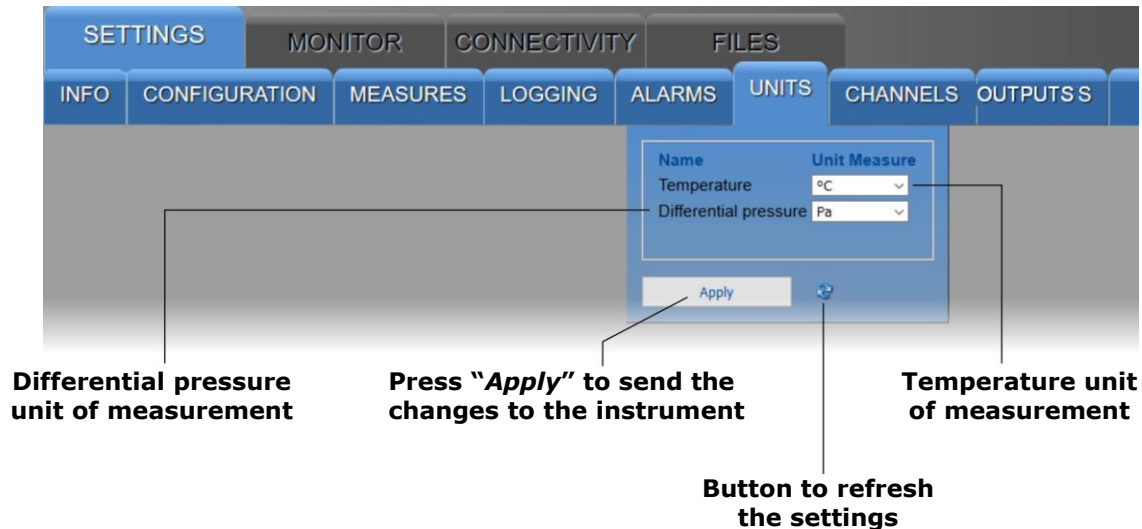 SETTINGS MONITOR CONNECTIVITY FILES
INFO CONFIGURATION MEASURES LOGGING ALARMS UNITS CHANNELS OUTPUTS S
Name Unit Measure
Temperature ºC
Differential pressure Pa
Apply
Differential pressure
unit of measurement
Press “Apply” to send the
changes to the instrument
Temperature unit
of measurement
Button to refresh
the settings